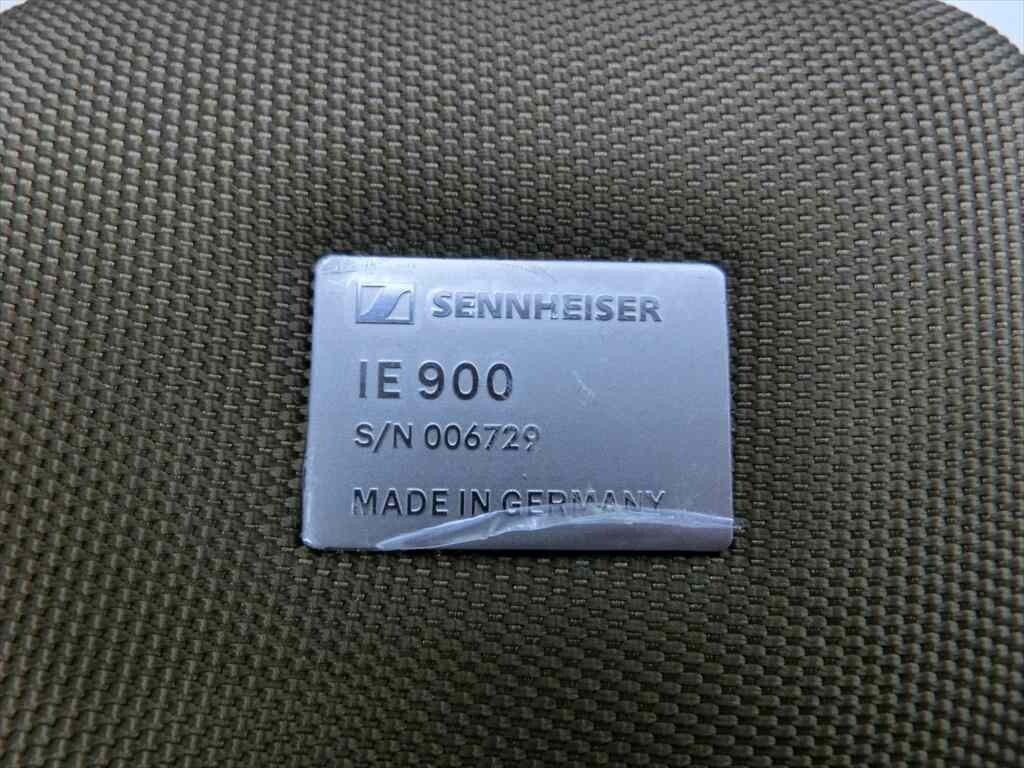 SENNHEISER
IE 900
S/N 006729
MADE IN GERMANY